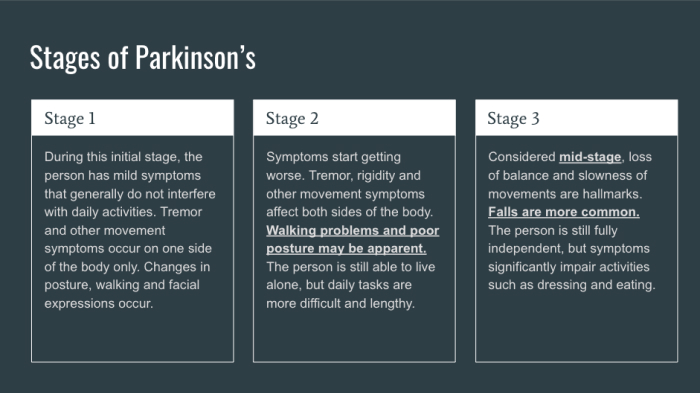 Stages of Parkinson’s
Stage 1
During this initial stage, the
person has mild symptoms
that generally do not interfere
with daily activities. Tremor
and other movement
symptoms occur on one side
of the body only. Changes in
posture, walking and facial
expressions occur.
Stage 2
Symptoms start getting
worse. Tremor, rigidity and
other movement symptoms
affect both sides of the body.
Walking problems and poor
posture may be apparent.
The person is still able to live
alone, but daily tasks are
more difficult and lengthy.
Stage 3
Considered mid-stage, loss
of balance and slowness of
movements are hallmarks.
Falls are more common.
The person is still fully
independent, but symptoms
significantly impair activities
such as dressing and eating.